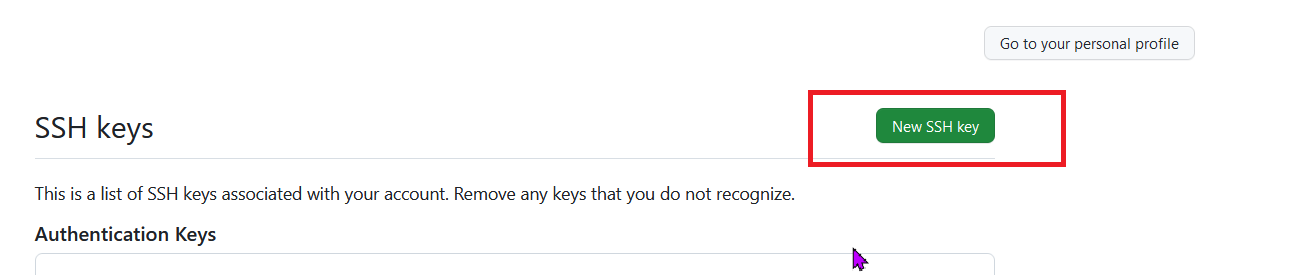 Go to your personal profile
SSH keys
New SSH key
This is a list of SSH keys associated with your account. Remove any keys that you do not recognize.
Authentication Keys